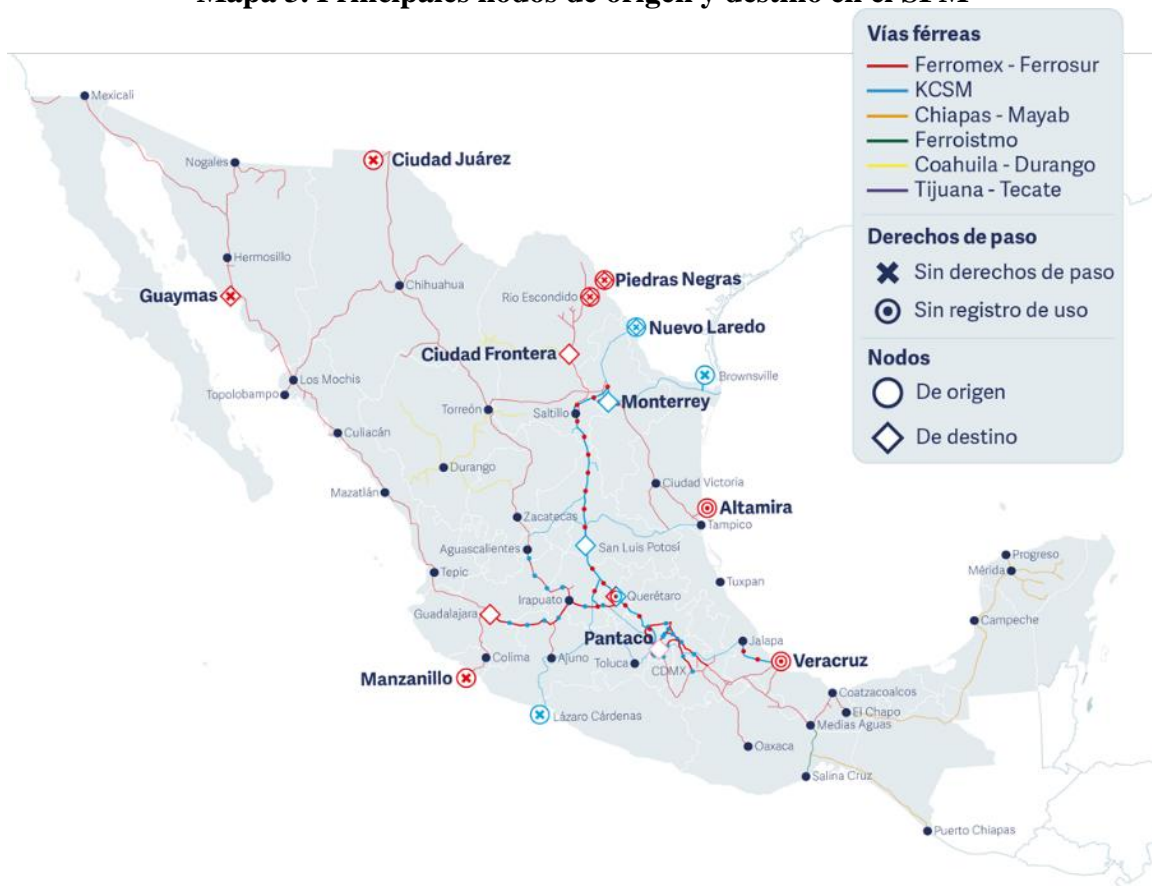 Mapa 3. Principales nodos de origen y destino en el SFM
Vías férreas
Ferromex - Ferrosur
KCSM
Chiapas - Mayab
Ferroistmo
Coahuila - Durango
Tijuana - Tecate
Derechos de paso
Sin derechos de paso
Sin registro de uso
Nodos
De origen
De destino
Mexicali
Nogales
Ciudad Juárez
Hermosillo
Chihuahua
Guaymas
Piedras Negras
Río Escondido
Nuevo Laredo
Ciudad Frontera
Brownsville
Los Mochis
Topolobampo
Torreón
Saltillo
Monterrey
Culiacán
Durango
Mazatlán
Ciudad Victoria
Zacatecas
Altamira
Tampico
Aguascalientes
San Luis Potosí
Progreso
Mérida
Tepic
Tuxpan
Irapuato
Querétaro
Guadalajara
Campeche
Pantaco
Jalapa
Colima
Ajuno
Toluca
CDMX
Veracruz
Manzanillo
Coatzacoalcos
El Chapo
Lázaro Cárdenas
Medias Aguas
Oaxaca
Salina Cruz
Puerto Chiapas